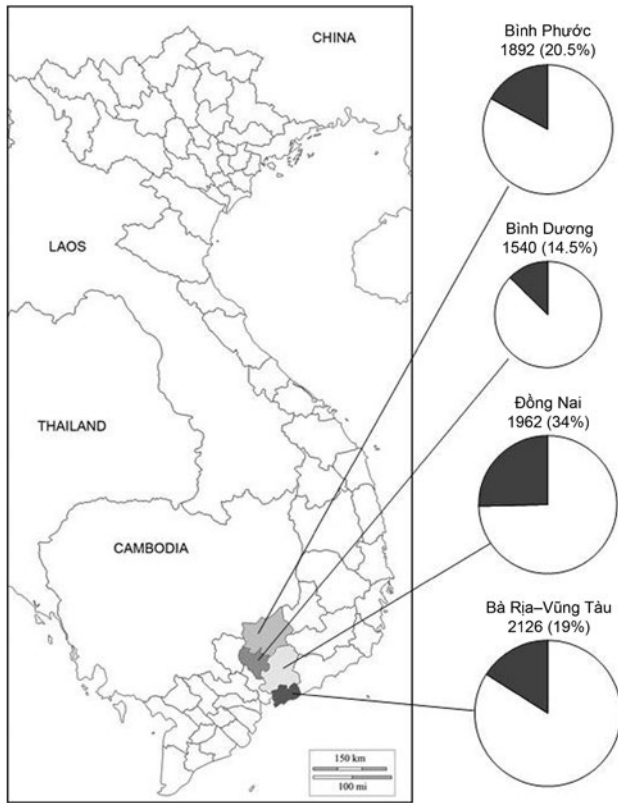 CHINA
LAOS
THAILAND
CAMBODIA
150 km
100 mi
Bình Phước
1892 (20.5%)
Bình Dương
1540 (14.5%)
Đồng Nai
1962 (34%)
Bà Rịa–Vũng Tàu
2126 (19%)